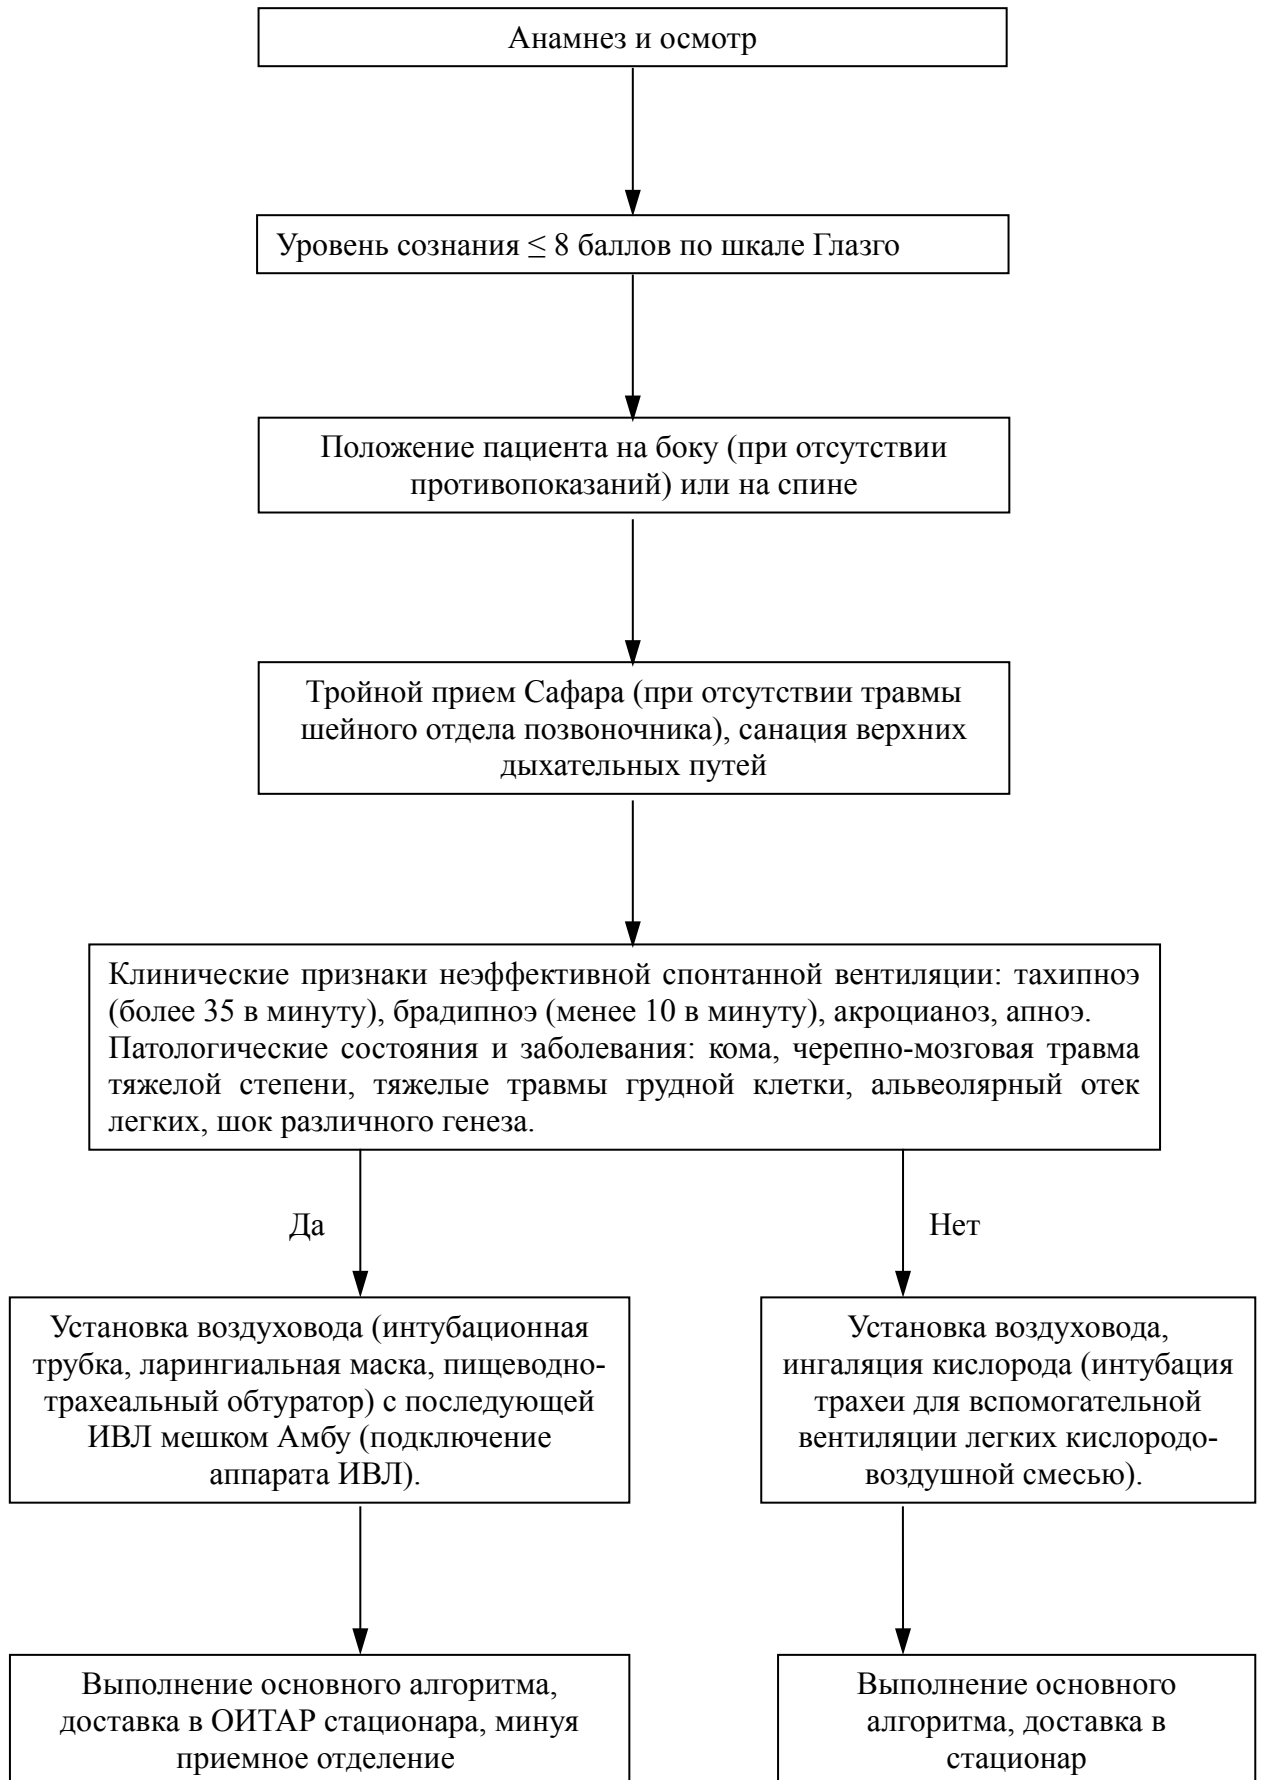 Анамнез и осмотр
Уровень сознания ≤ 8 баллов по шкале Глазго
Положение пациента на боку (при отсутствии
противопоказаний) или на спине
Тройной прием Сафара (при отсутствии травмы
шейного отдела позвоночника), санация верхних
дыхательных путей
Клинические признаки неэффективной спонтанной вентиляции: тахипноэ
(более 35 в минуту), брадипноэ (менее 10 в минуту), акроцианоз, апноэ.
Патологические состояния и заболевания: кома, черепно-мозговая травма
тяжелой степени, тяжелые травмы грудной клетки, альвеолярный отек
легких, шок различного генеза.
Да
Нет
Установка воздуховода (интубационная
трубка, ларингиальная маска, пищеводно-
трахеальный обтуратор) с последующей
ИВЛ мешком Амбу (подключение
аппарата ИВЛ).
Установка воздуховода,
ингаляция кислорода (интубация
трахеи для вспомогательной
вентиляции легких кислородо-
воздушной смесью).
Выполнение основного алгоритма,
доставка в ОИТАР стационара, минуя
приемное отделение
Выполнение основного
алгоритма, доставка в
стационар